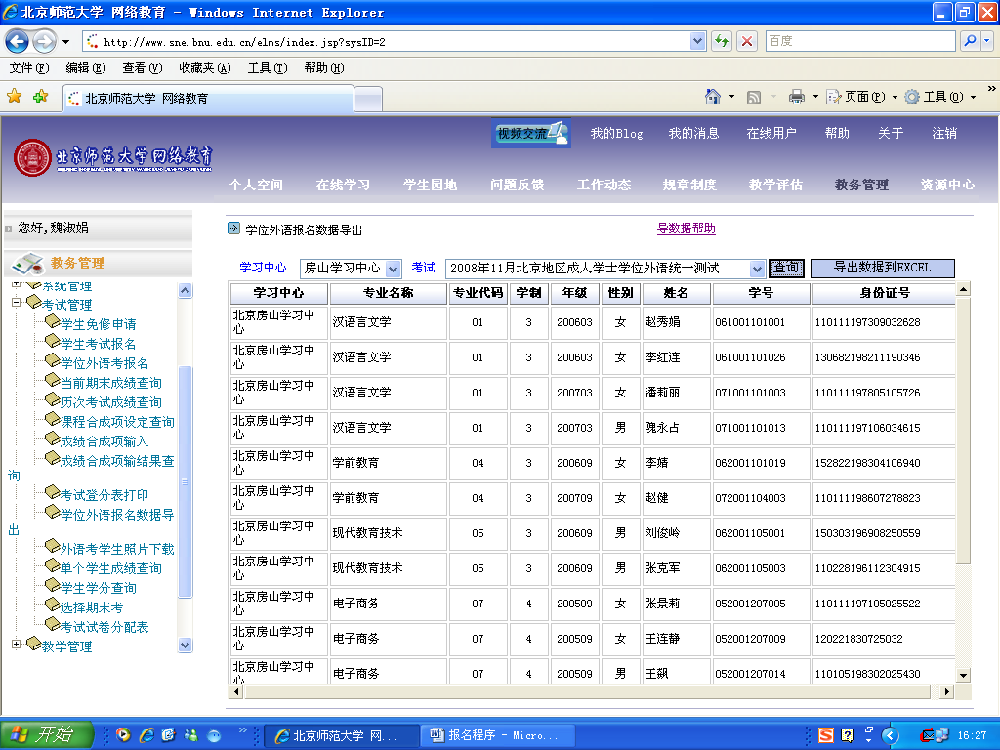 北京师范大学 网络教育 - Windows Internet Explorer
http://www.sne.bnu.edu.cn/elms/index.jsp?sysID=2
百度
文件(F) 编辑(E) 查看(V) 收藏夹(A) 工具(T) 帮助(H)
北京师范大学 网络教育
页面(P) 工具(O) »
北京师范大学网络教育
视频交流 我的Blog 我的消息 在线用户 帮助 关于 注销
个人空间 在线学习 学生园地 问题反馈 工作动态 规章制度 教学评估 教务管理 资源中心
您好,魏淑娟
教务管理
系统管理
考试管理
学生免修申请
学生考试报名
学位外语考报名
当前期末成绩查询
历次考试成绩查询
课程合成项设定查询
成绩合成项输入
成绩合成项输结果查
询
考试登分表打印
学位外语报名数据导
出
外语考学生照片下载
单个学生成绩查询
学生学分查询
选择期末考
考试试卷分配表
教学管理
学位外语报名数据导出 导数据帮助
学习中心 房山学习中心 考试 2008年11月北京地区成人学士学位外语统一测试 查询 导出数据到EXCEL
学习中心 专业名称 专业代码 学制 年级 性别 姓名 学号 身份证号
北京房山学习中心 汉语言文学 01 3 200603 女 赵秀娟 061001101001 110111197309032628
北京房山学习中心 汉语言文学 01 3 200603 女 李红连 061001101026 130682198211190346
北京房山学习中心 汉语言文学 01 3 200703 女 潘莉丽 071001101003 110111197805105726
北京房山学习中心 汉语言文学 01 3 200703 男 隗永占 071001101013 110111197106034615
北京房山学习中心 学前教育 04 3 200609 女 李婧 062001101019 152822198304106940
北京房山学习中心 学前教育 04 3 200709 女 赵健 072001104003 110111198607278823
北京房山学习中心 现代教育技术 05 3 200609 男 刘俊岭 062001105001 150303196908250559
北京房山学习中心 现代教育技术 05 3 200609 男 张克军 062001105003 110228196112304915
北京房山学习中心 电子商务 07 4 200509 女 张景莉 052001207005 110111197105025522
北京房山学习中心 电子商务 07 4 200509 女 王连静 052001207009 120221830725032
北京房山学习中心 电子商务 07 4 200509 男 王飙 052001207014 110105198302025430
开始 » 北京师范大学 网... 报名程序 - Micro... 16:27